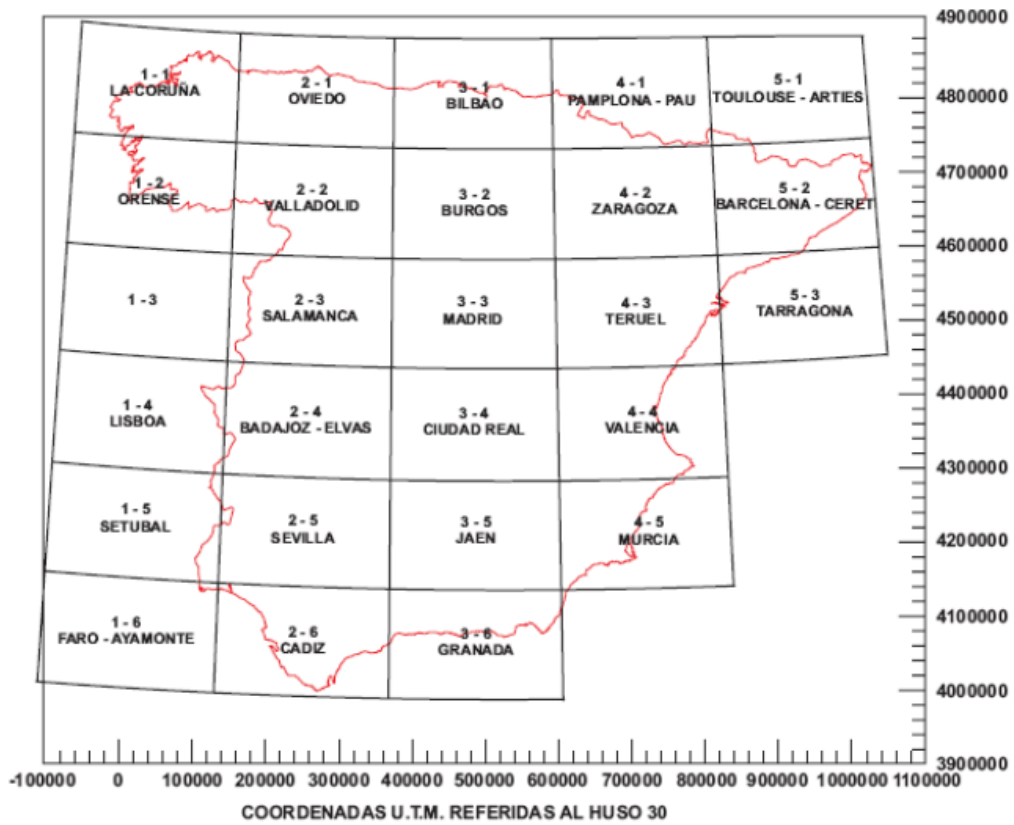 4900000
1 - 1
LA CORUÑA
2 - 1
OVIEDO
3 - 1
BILBAO
4 - 1
PAMPLONA - PAU
5 - 1
TOULOUSE - ARTIES
4800000
4700000
1 - 2
ORENSE
2 - 2
VALLADOLID
3 - 2
BURGOS
4 - 2
ZARAGOZA
5 - 2
BARCELONA - CERET
4600000
1 - 3
2 - 3
SALAMANCA
3 - 3
MADRID
4 - 3
TERUEL
5 - 3
TARRAGONA
4500000
4400000
1 - 4
LISBOA
2 - 4
BADAJOZ - ELVAS
3 - 4
CIUDAD REAL
4 - 4
VALENCIA
4300000
1 - 5
SETUBAL
2 - 5
SEVILLA
3 - 5
JAEN
4 - 5
MURCIA
4200000
4100000
1 - 6
FARO - AYAMONTE
2 - 6
CADIZ
3 - 6
GRANADA
4000000
3900000
-100000 0 100000 200000 300000 400000 500000 600000 700000 800000 900000 1000000 1100000
COORDENADAS U.T.M. REFERIDAS AL HUSO 30